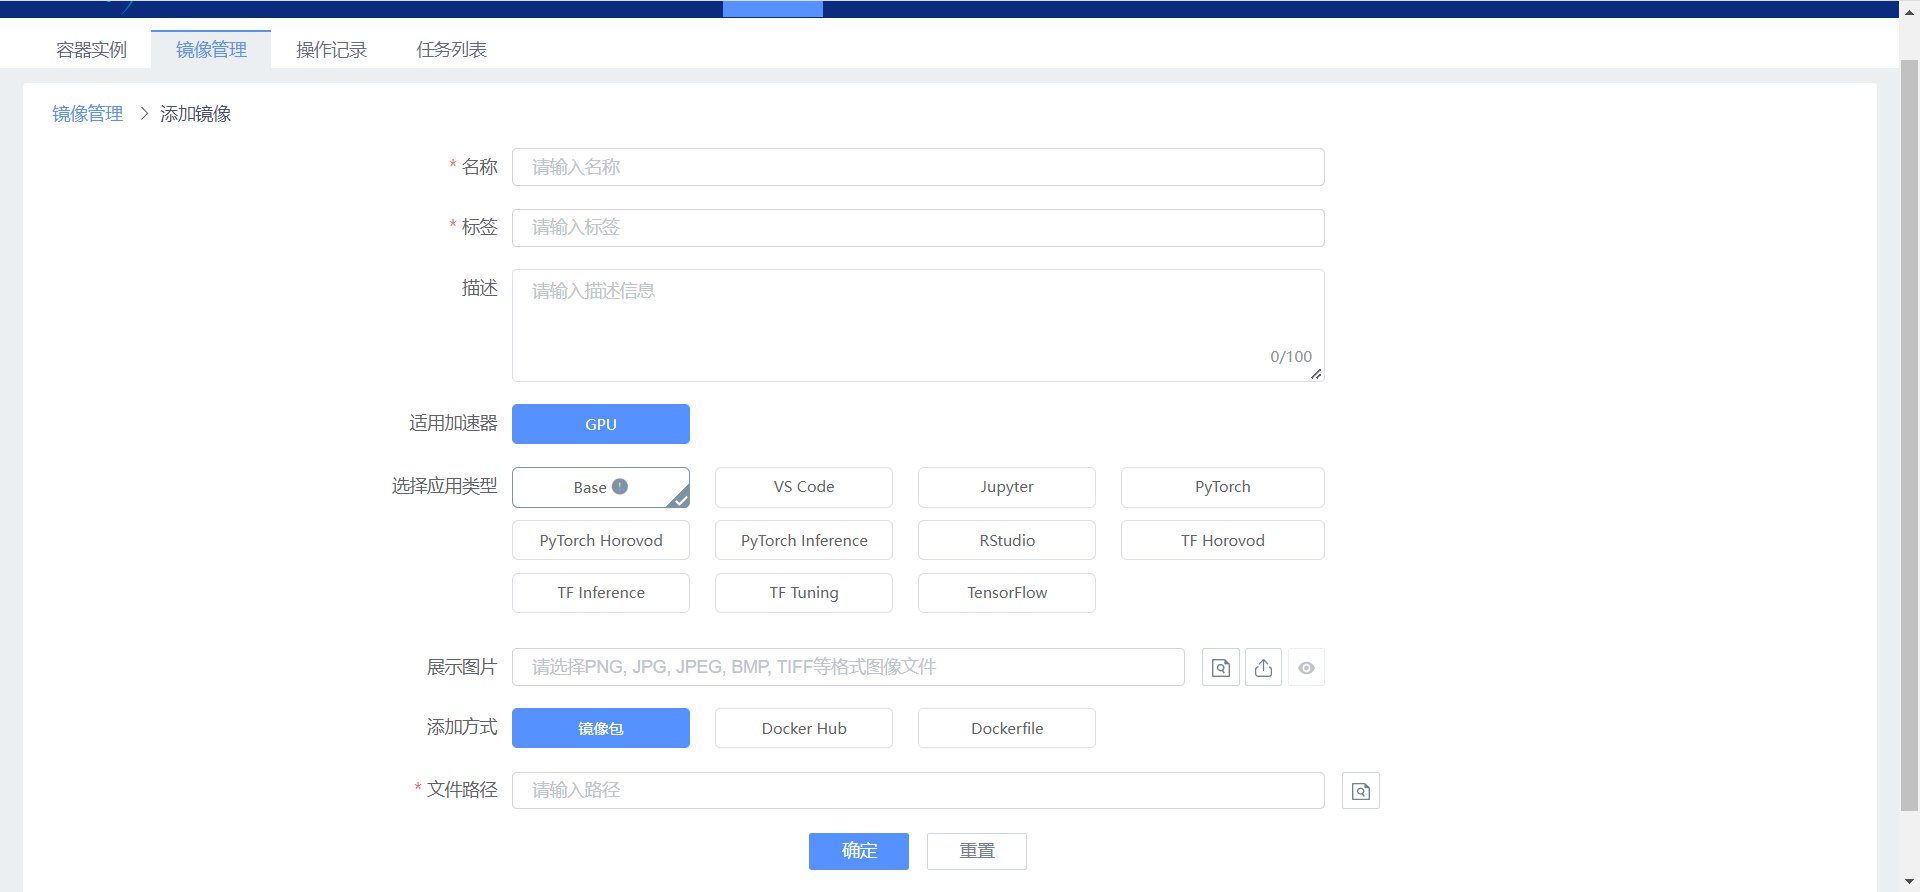 容器实例 镜像管理 操作记录 任务列表
镜像管理 > 添加镜像
* 名称 请输入名称
* 标签 请输入标签
描述 请输入描述信息
0/100
适用加速器 GPU
选择应用类型 Base VS Code Jupyter PyTorch
PyTorch Horovod PyTorch Inference RStudio TF Horovod
TF Inference TF Tuning TensorFlow
展示图片 请选择PNG, JPG, JPEG, BMP, TIFF等格式图像文件
添加方式 镜像包 Docker Hub Dockerfile
* 文件路径 请输入路径
确定 重置